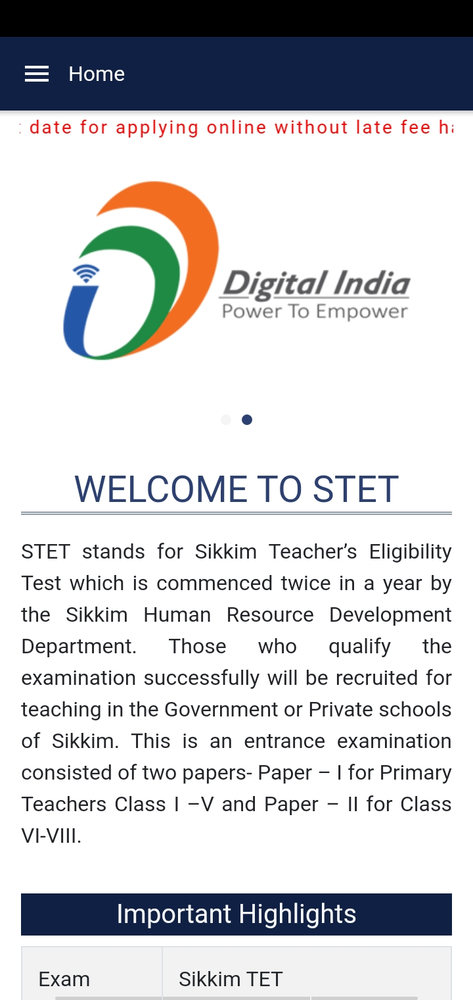 Home
date for applying online without late fee
Digital India
Power To Empower
WELCOME TO STET
STET stands for Sikkim Teacher’s Eligibility
Test which is commenced twice in a year by
the Sikkim Human Resource Development
Department. Those who qualify the
examination successfully will be recruited for
teaching in the Government or Private schools
of Sikkim. This is an entrance examination
consisted of two papers- Paper – I for Primary
Teachers Class I –V and Paper – II for Class
VI-VIII.
Important Highlights
Exam
Sikkim TET